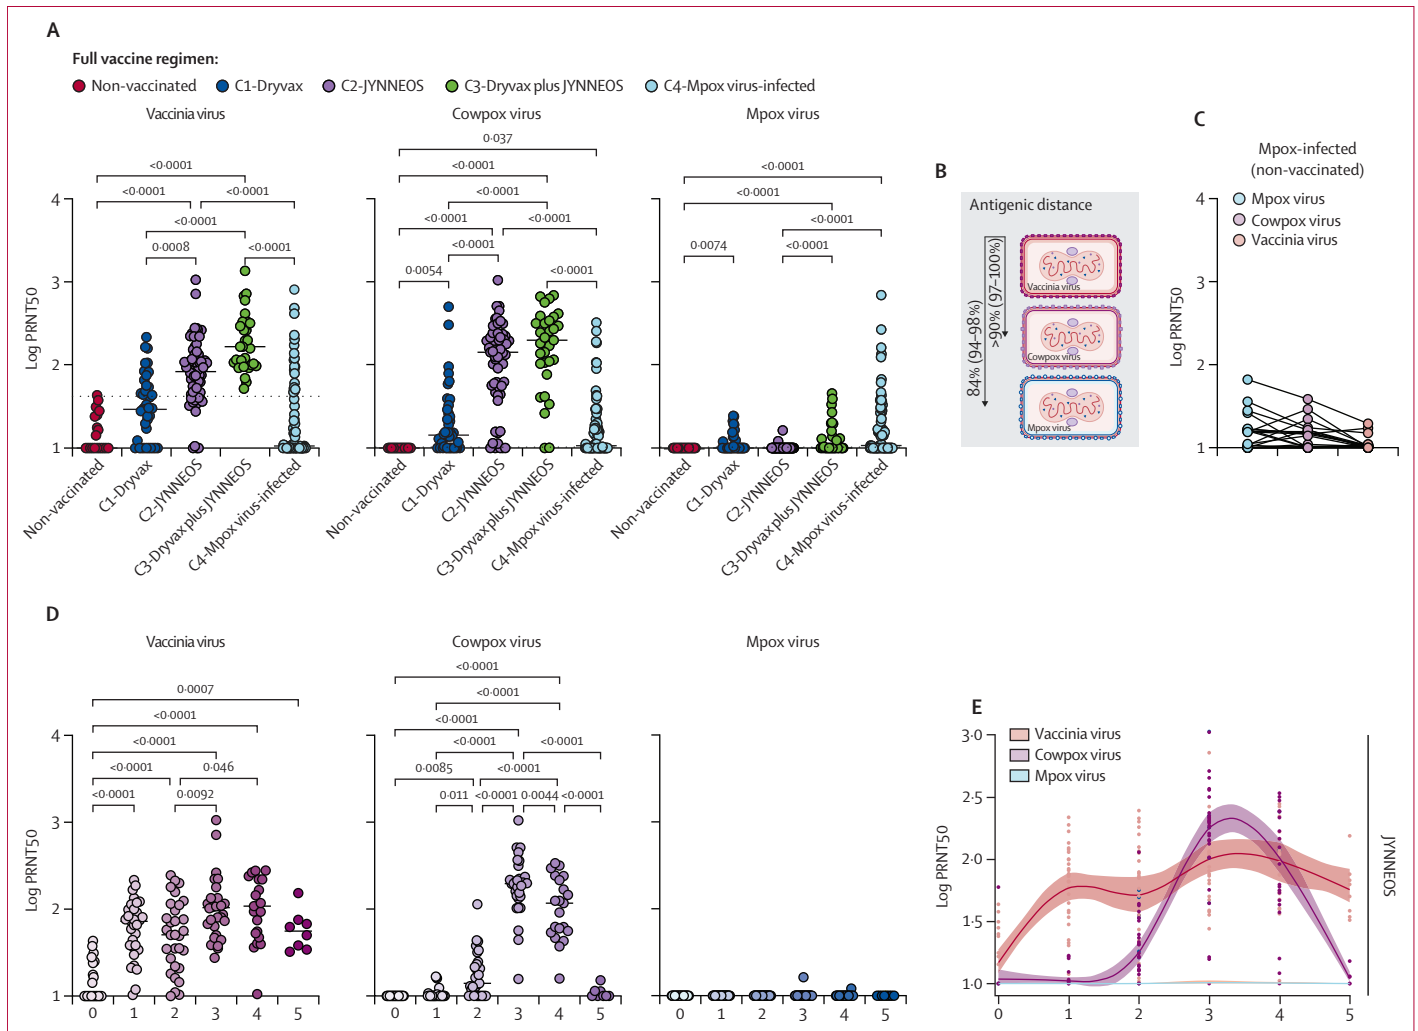 A
Full vaccine regimen:
Non-vaccinated C1-Dryvax C2-JYNNEOS C3-Dryvax plus JYNNEOS C4-Mpox virus-infected
Vaccinia virus
Log PRNT50
4
3
2
1
<0·0001
<0·0001 <0·0001
<0·0001
0·0008 <0·0001
Non-vaccinated
C1-Dryvax
C2-JYNNEOS
C3-Dryvax plus JYNNEOS
C4-Mpox virus-infected
Cowpox virus
0·037
<0·0001
<0·0001
<0·0001 <0·0001
<0·0001
0·0054 <0·0001
Non-vaccinated
C1-Dryvax
C2-JYNNEOS
C3-Dryvax plus JYNNEOS
C4-Mpox virus-infected
Mpox virus
<0·0001
<0·0001
<0·0001
0·0074 <0·0001
Non-vaccinated
C1-Dryvax
C2-JYNNEOS
C3-Dryvax plus JYNNEOS
C4-Mpox virus-infected
B
Antigenic distance
84% (94–98%)
>90% (97–100%)
Vaccinia virus
Cowpox virus
Mpox virus
C
Mpox-infected
(non-vaccinated)
Mpox virus
Cowpox virus
Vaccinia virus
Log PRNT50
4
3
2
1
D
Vaccinia virus
Log PRNT50
4
3
2
1
0·0007
<0·0001
<0·0001
<0·0001 0·046
<0·0001 0·0092
0 1 2 3 4 5
Cowpox virus
<0·0001
<0·0001
<0·0001
<0·0001 <0·0001
0·0085 <0·0001
0·011 <0·0001 0·0044 <0·0001
0 1 2 3 4 5
Mpox virus
0 1 2 3 4 5
E
Vaccinia virus
Cowpox virus
Mpox virus
Log PRNT50
3·0
2·5
2·0
1·5
1·0
0 1 2 3 4 5
JYNNEOS